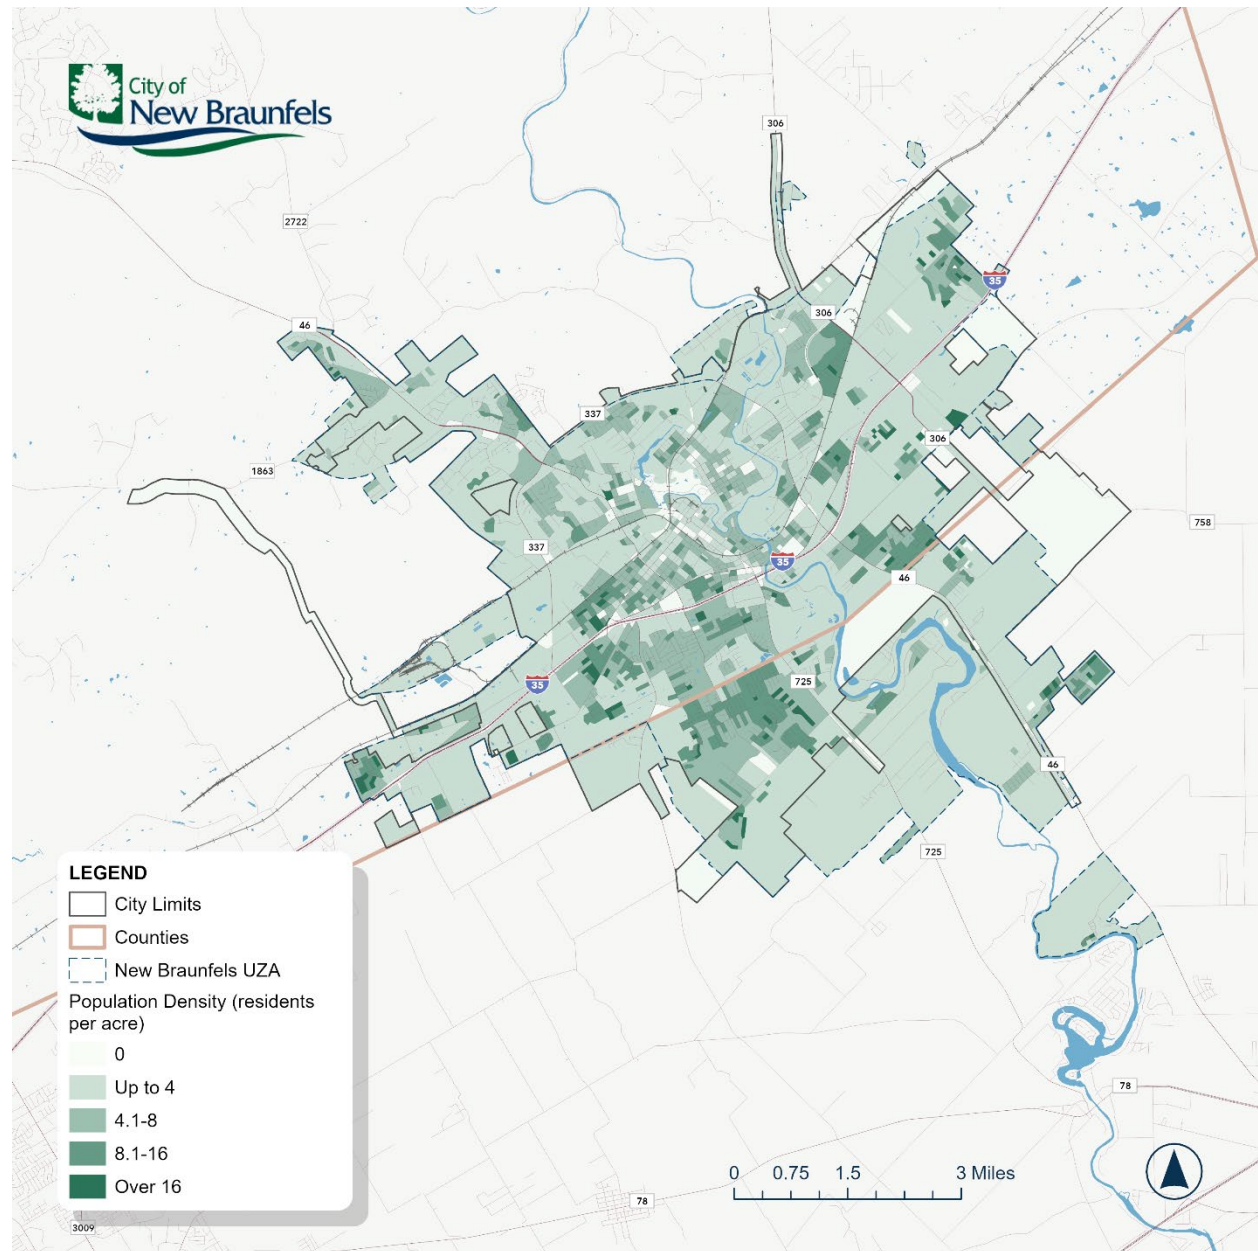 City of
New Braunfels
306
2722
35
46
306
337
306
1863
758
337
35
46
725
35
46
725
LEGEND
City Limits
Counties
New Braunfels UZA
Population Density (residents
per acre)
0
Up to 4
4.1-8
8.1-16
Over 16
78
0 0.75 1.5 3 Miles
78
3009